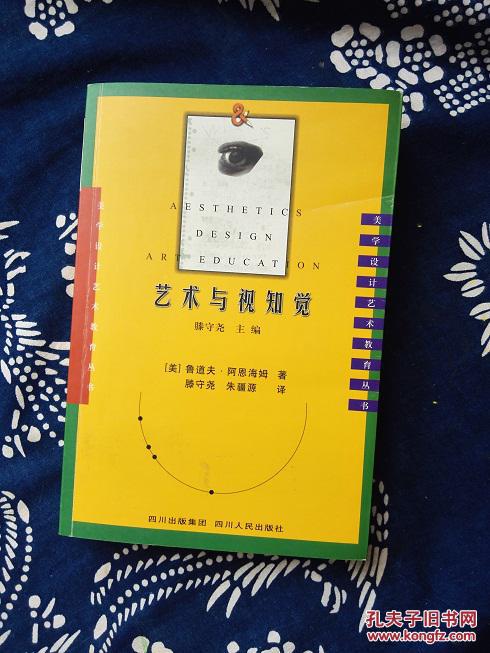 &
AESTHETICS
DESIGN
ART EDUCATION
艺术与视知觉
滕守尧 主编
[美] 鲁道夫·阿恩海姆 著
滕守尧 朱疆源 译
四川出版集团 四川人民出版社
美学设计艺术教育丛书
美学设计艺术教育丛书
孔夫子旧书网
www.kongfz.com